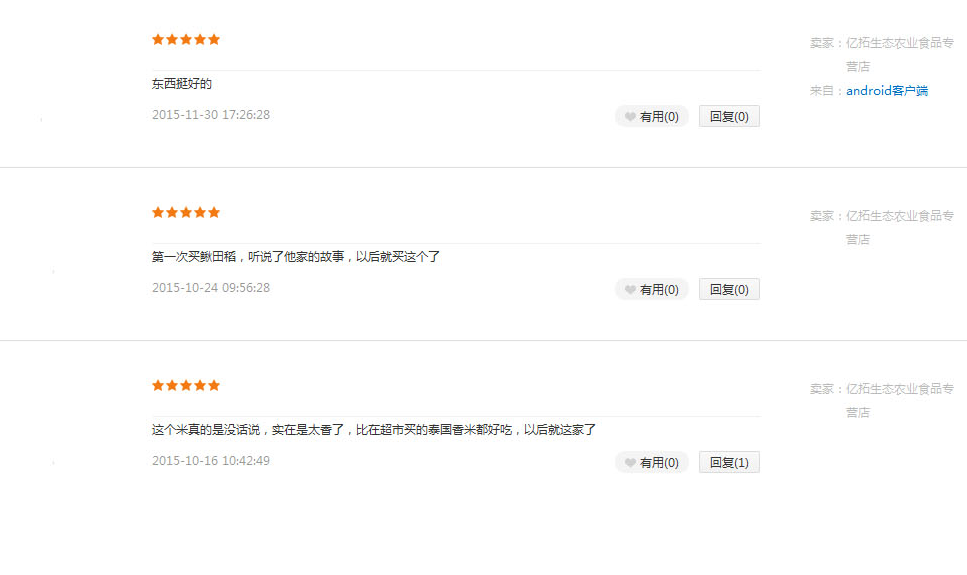 卖家：亿拓生态农业食品专
营店
来自：android客户端
东西挺好的
2015-11-30 17:26:28
有用(0)
回复(0)
卖家：亿拓生态农业食品专
营店
第一次买鳅田稻，听说了他家的故事，以后就买这个了
2015-10-24 09:56:28
有用(0)
回复(0)
卖家：亿拓生态农业食品专
营店
这个米真的是没话说，实在是太香了，比在超市买的泰国香米都好吃，以后就这家了
2015-10-16 10:42:49
有用(0)
回复(1)